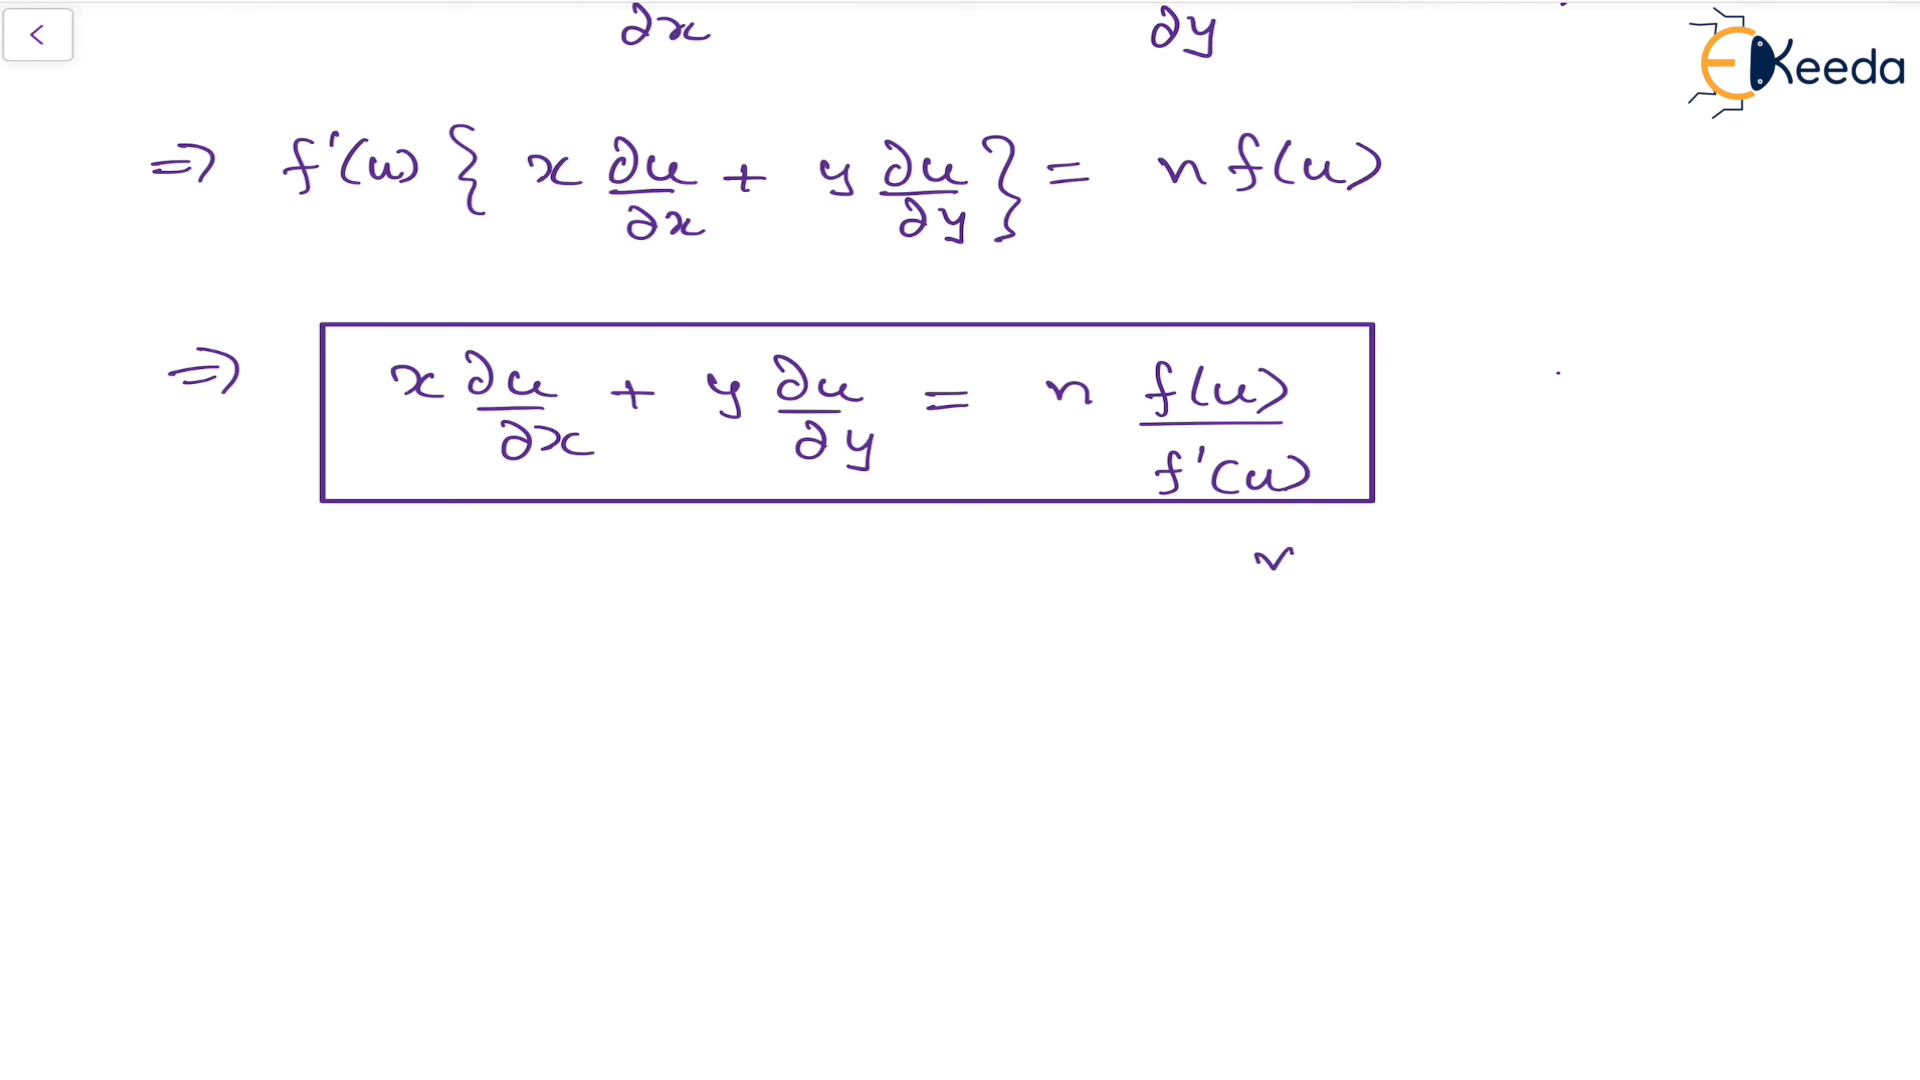 ∂x ∂y
EKeeda
⇒ f'(u) { x ∂u/∂x + y ∂u/∂y } = n f(u)
⇒ x ∂u/∂x + y ∂u/∂y = n f(u)/f'(u)